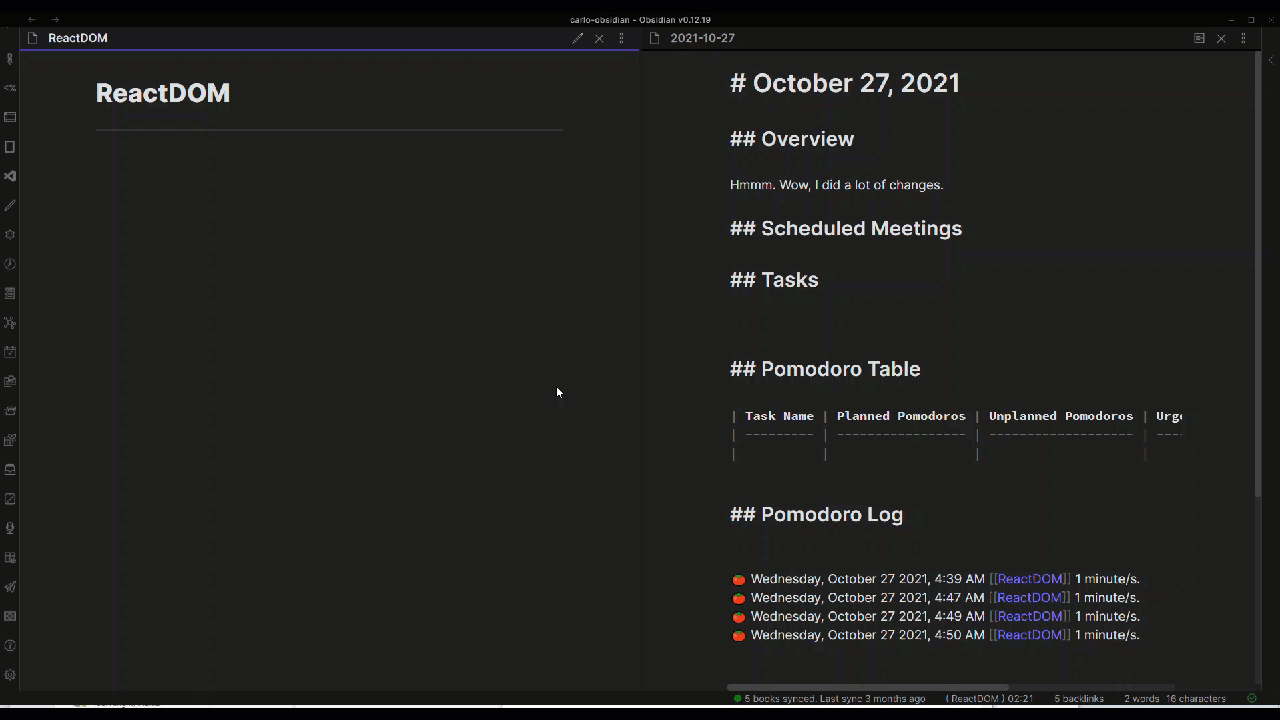 carlo-obsidian - Obsidian v0.12.19
ReactDOM
2021-10-27
ReactDOM
# October 27, 2021
## Overview
Hmmm. Wow, I did a lot of changes.
## Scheduled Meetings
## Tasks
## Pomodoro Table
| Task Name | Planned Pomodoros | Unplanned Pomodoros | Urge
| --------- | ----------------- | ------------------- | ----
| | | |
## Pomodoro Log
🍅 Wednesday, October 27 2021, 4:39 AM [[ReactDOM]] 1 minute/s.
🍅 Wednesday, October 27 2021, 4:47 AM [[ReactDOM]] 1 minute/s.
🍅 Wednesday, October 27 2021, 4:49 AM [[ReactDOM]] 1 minute/s.
🍅 Wednesday, October 27 2021, 4:50 AM [[ReactDOM]] 1 minute/s.
5 books synced. Last sync 3 months ago ( ReactDOM ) 02:21 5 backlinks 2 words 16 characters